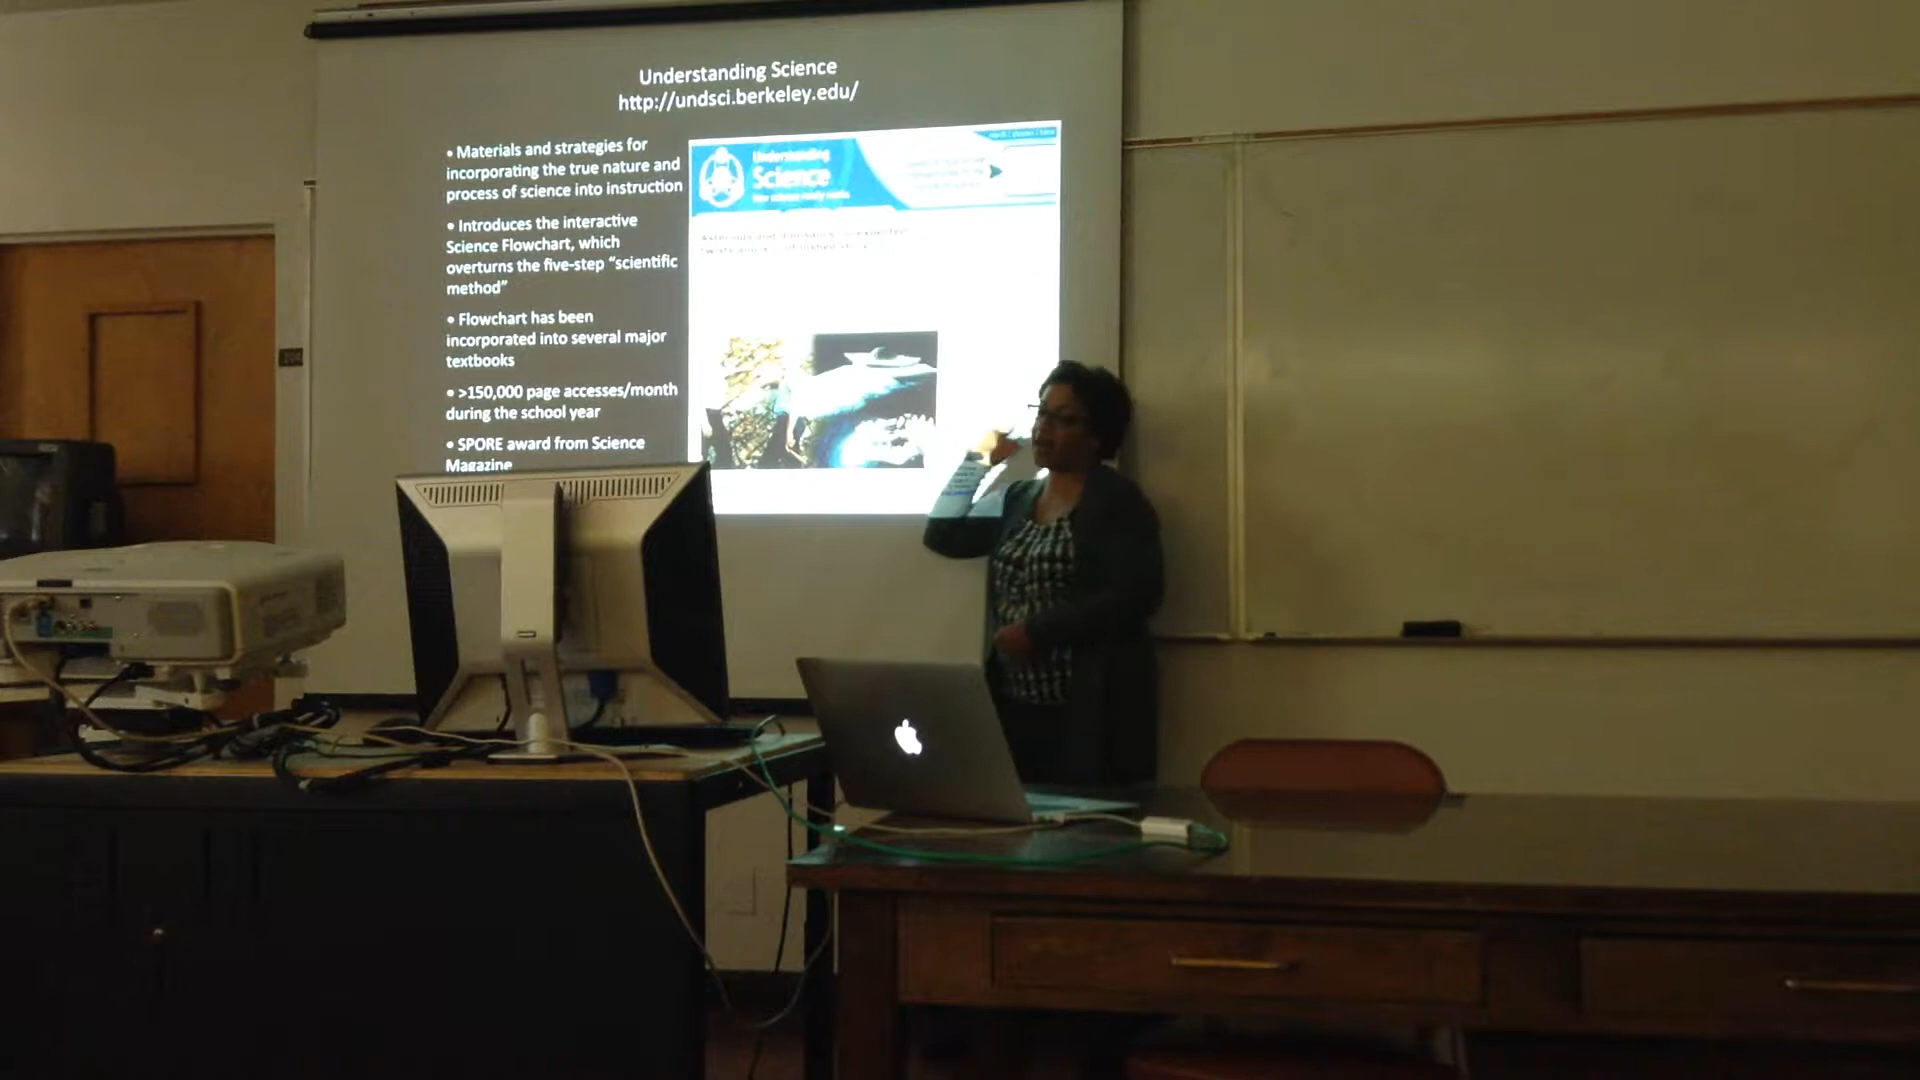 Understanding Science
http://undsci.berkeley.edu/
• Materials and strategies for
incorporating the true nature and
process of science into instruction
• Introduces the interactive
Science Flowchart, which
overturns the five-step “scientific
method”
• Flowchart has been
incorporated into several major
textbooks
• >150,000 page accesses/month
during the school year
• SPORE award from Science
Magazine
Understanding
Science